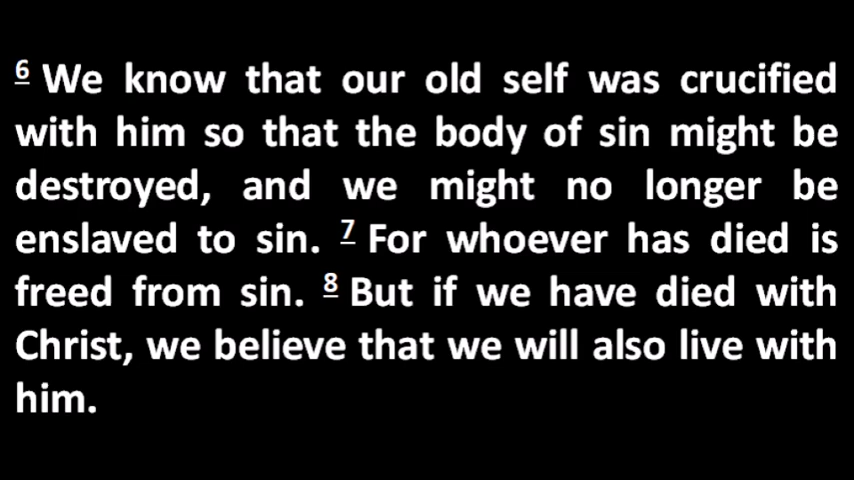 6 We know that our old self was crucified
with him so that the body of sin might be
destroyed, and we might no longer be
enslaved to sin. 7 For whoever has died is
freed from sin. 8 But if we have died with
Christ, we believe that we will also live with
him.